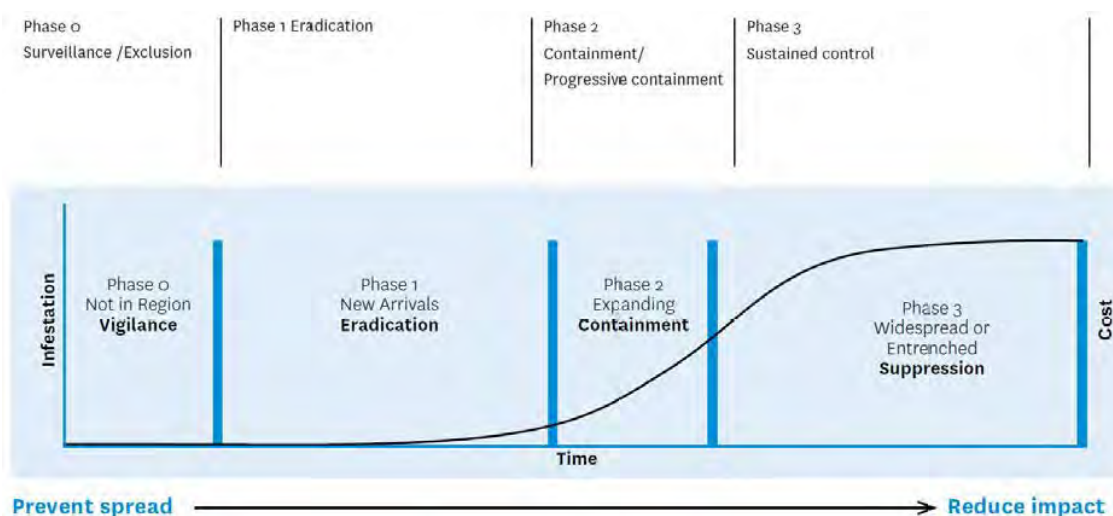 Phase 0
Surveillance /Exclusion
Phase 1 Eradication
Phase 2
Containment/
Progressive containment
Phase 3
Sustained control
Infestation
Phase 0
Not in Region
Vigilance
Phase 1
New Arrivals
Eradication
Phase 2
Expanding
Containment
Phase 3
Widespread or
Entrenched
Suppression
Cost
Time
Prevent spread
Reduce impact